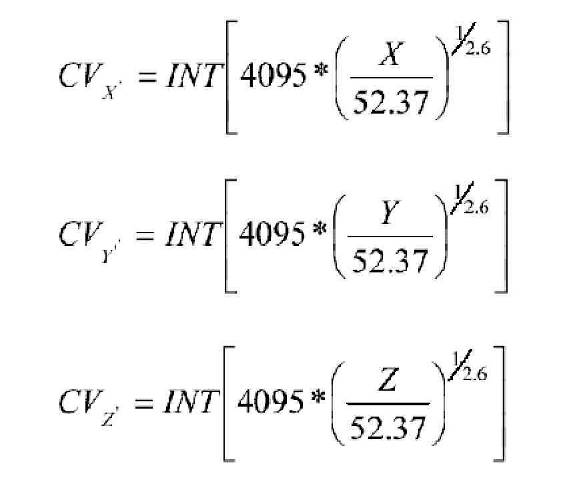 CV_X' = INT[4095*(X/52.37)^(1/2.6)]
CV_Y' = INT[4095*(Y/52.37)^(1/2.6)]
CV_Z' = INT[4095*(Z/52.37)^(1/2.6)]